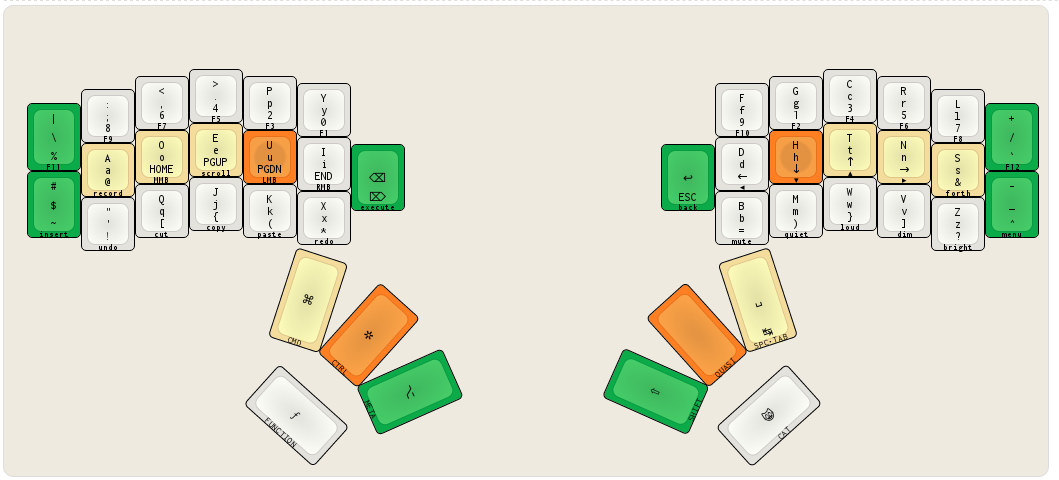 |
\
%
F11
#
$
~
insert
:
;
8
F9
A
a
@
record
"
'
!
undo
<
,
6
F7
O
o
HOME
MMB
Q
q
[
cut
>
.
4
F5
E
e
PGUP
scroll
J
j
{
copy
P
p
2
F3
U
u
PGDN
LMB
K
k
(
paste
Y
y
0
F1
I
i
END
RMB
X
x
*
redo
⌫
⌦
execute
⌘
CMD
*
CTRL
META
ƒ
FUNCTION
↩
ESC
back
F
f
9
F10
D
d
←
◂
B
b
=
mute
G
g
1
F2
H
h
↓
▾
M
m
)
quiet
C
c
3
F4
T
t
↑
▴
W
w
}
loud
R
r
5
F6
N
n
→
▸
V
v
]
dim
L
l
7
F8
S
s
&
forth
Z
z
?
bright
+
/
`
F12
-
_
^
menu
␣
↹
SPC·TAB
QUASI
⇦
SHIFT
CAT